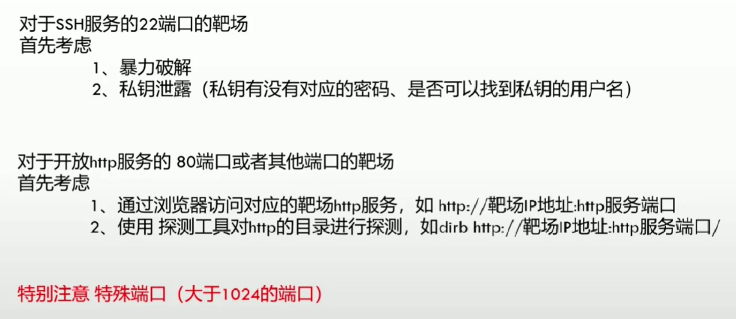 对于SSH服务的22端口的靶场
首先考虑
1、暴力破解
2、私钥泄露（私钥有没有对应的密码、是否可以找到私钥的用户名）
对于开放http服务的 80端口或者其他端口的靶场
首先考虑
1、通过浏览器访问对应的靶场http服务，如 http://靶场IP地址:http服务端口
2、使用 探测工具对http的目录进行探测，如dirb http://靶场IP地址:http服务端口/
特别注意 特殊端口（大于1024的端口）